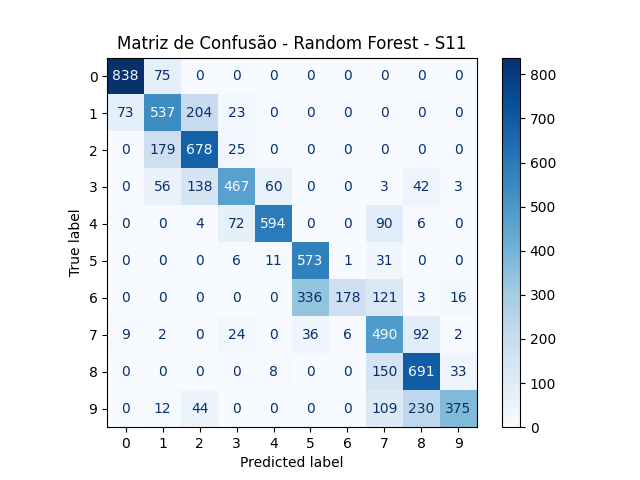 Matriz de Confusão - Random Forest - S11
0 838 75 0 0 0 0 0 0 0 0
1 73 537 204 23 0 0 0 0 0 0
2 0 179 678 25 0 0 0 0 0 0
3 0 56 138 467 60 0 0 3 42 3
4 0 0 4 72 594 0 0 90 6 0
5 0 0 0 6 11 573 1 31 0 0
6 0 0 0 0 0 336 178 121 3 16
7 9 2 0 24 0 36 6 490 92 2
8 0 0 0 0 8 0 0 150 691 33
9 0 12 44 0 0 0 0 109 230 375
0 1 2 3 4 5 6 7 8 9
Predicted label
True label
800
700
600
500
400
300
200
100
0